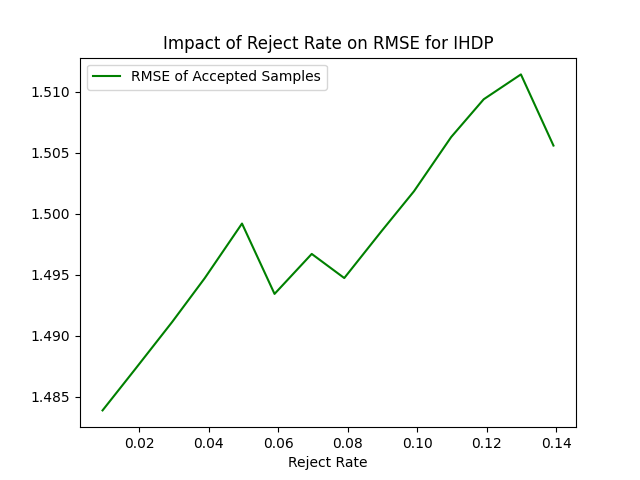 Impact of Reject Rate on RMSE for IHDP
RMSE of Accepted Samples
1.510
1.505
1.500
1.495
1.490
1.485
0.02 0.04 0.06 0.08 0.10 0.12 0.14
Reject Rate